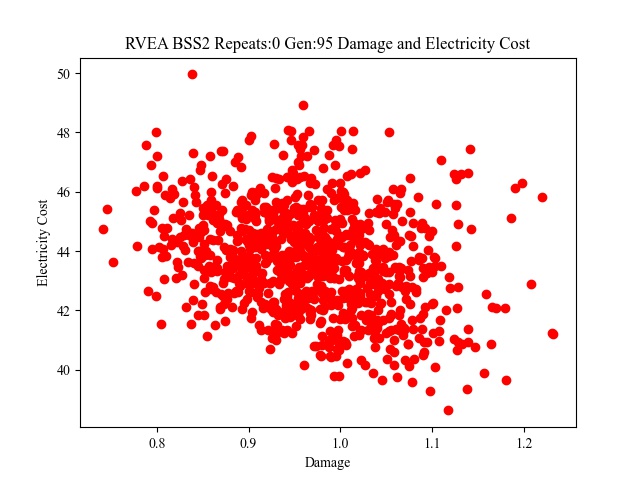 RVEA BSS2 Repeats:0 Gen:95 Damage and Electricity Cost
50
48
46
44
42
40
Electricity Cost
0.8 0.9 1.0 1.1 1.2
Damage